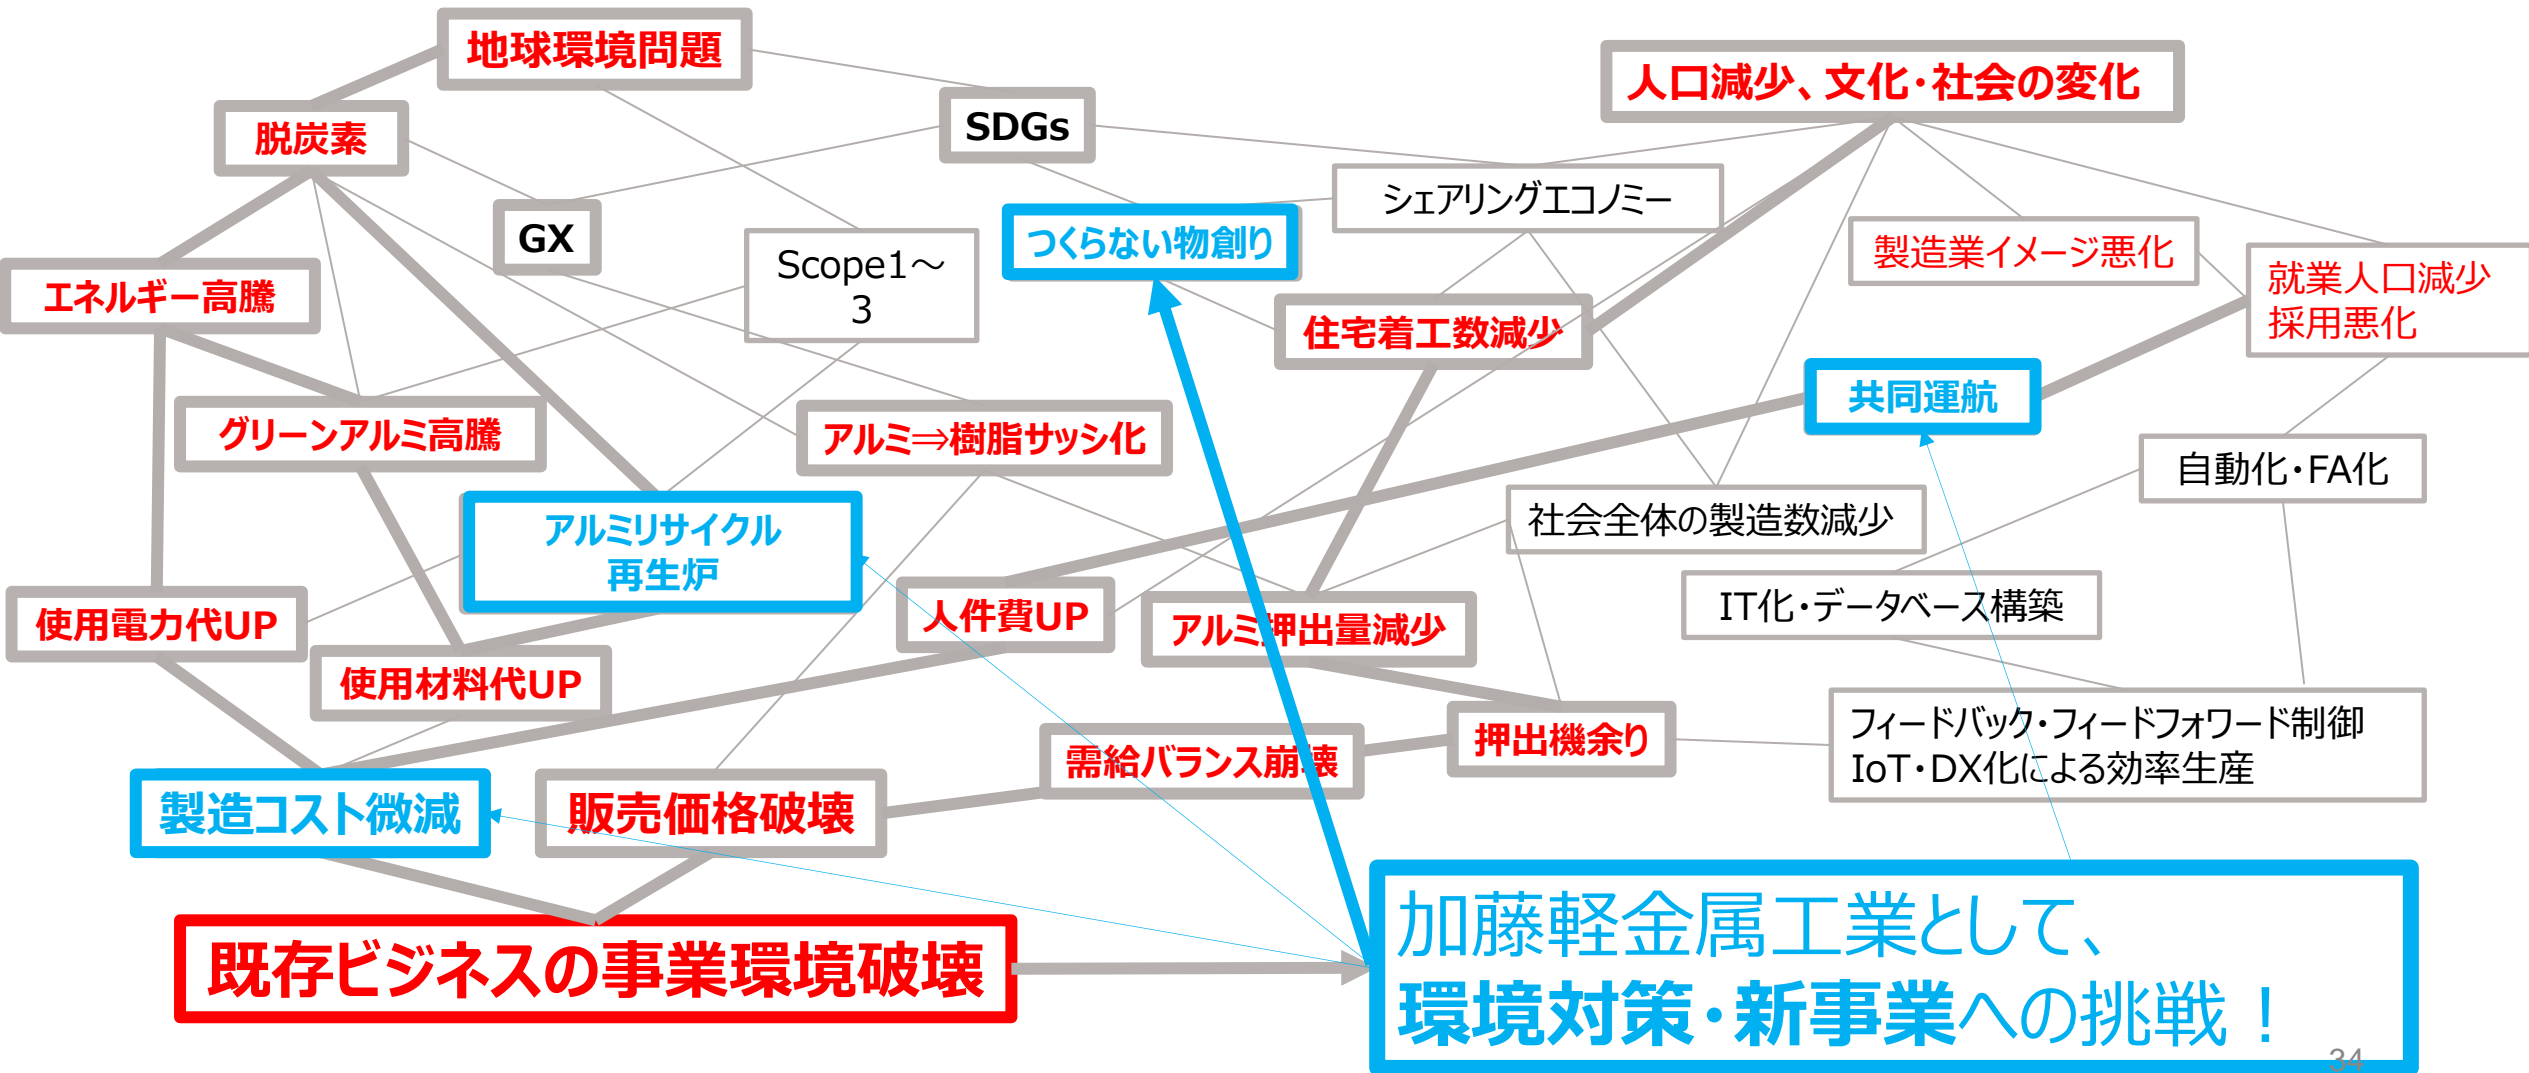 地球環境問題
人口減少、文化・社会の変化
SDGs
脱炭素
シェアリングエコノミー
GX
つくらない物創り
製造業イメージ悪化
Scope1～
3
就業人口減少
採用悪化
エネルギー高騰
住宅着工数減少
共同運航
グリーンアルミ高騰
アルミ⇒樹脂サッシ化
自動化・FA化
アルミリサイクル
再生炉
社会全体の製造数減少
使用電力代UP
人件費UP
アルミ押出量減少
IT化・データベース構築
使用材料代UP
押出機余り
フィードバック・フィードフォワード制御
IoT・DX化による効率生産
需給バランス崩壊
製造コスト微減
販売価格破壊
既存ビジネスの事業環境破壊
加藤軽金属工業として、
環境対策・新事業への挑戦！
34